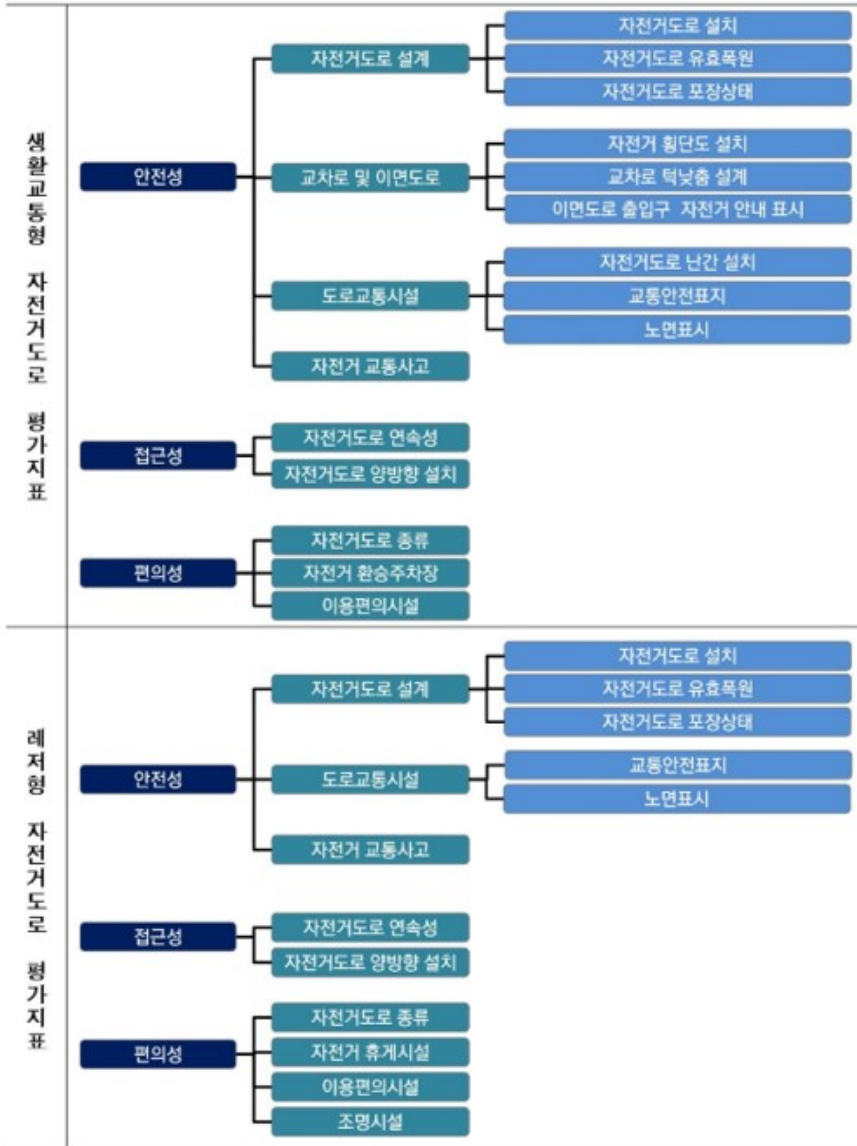 생활교통형 자전거도로 평가지표
안전성
자전거도로 설계
자전거도로 설치
자전거도로 유효폭원
자전거도로 포장상태
교차로 및 이면도로
자전거 횡단도 설치
교차로 턱낮춤 설계
이면도로 출입구 자전거 안내 표시
도로교통시설
자전거도로 난간 설치
교통안전표지
노면표시
자전거 교통사고
접근성
자전거도로 연속성
자전거도로 양방향 설치
편의성
자전거도로 종류
자전거 환승주차장
이용편의시설
레저형 자전거도로 평가지표
안전성
자전거도로 설계
자전거도로 설치
자전거도로 유효폭원
자전거도로 포장상태
도로교통시설
교통안전표지
노면표시
자전거 교통사고
접근성
자전거도로 연속성
자전거도로 양방향 설치
편의성
자전거도로 종류
자전거 휴게시설
이용편의시설
조명시설